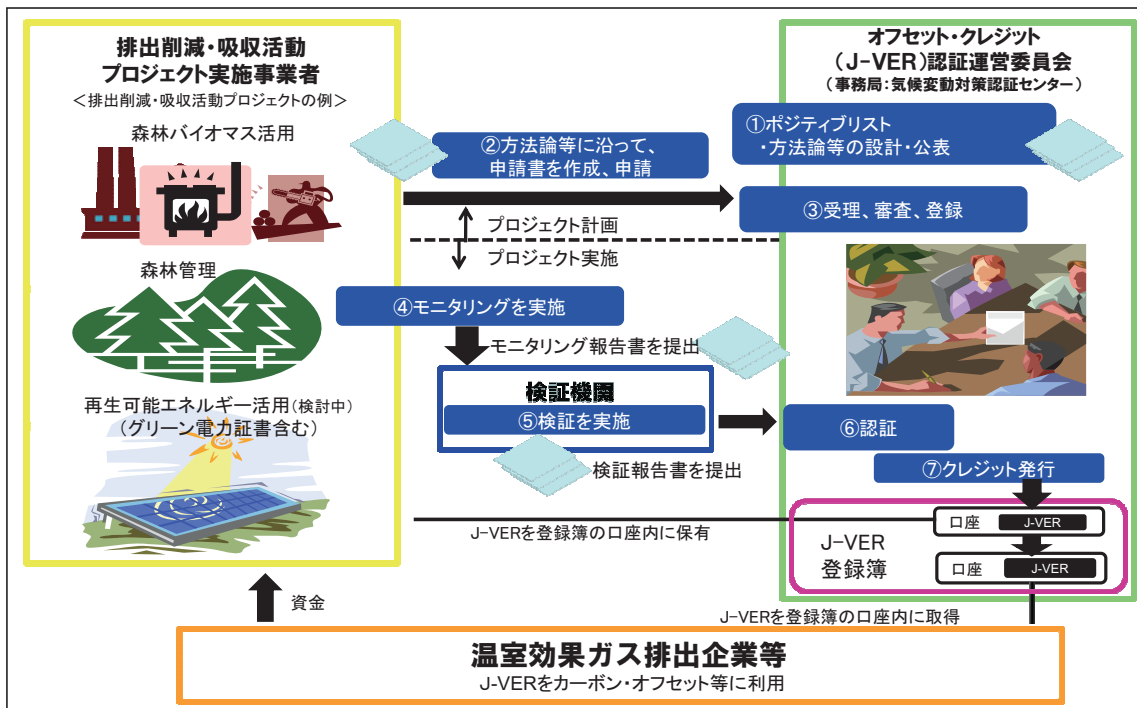 排出削減・吸収活動
プロジェクト実施事業者
<排出削減・吸収活動プロジェクトの例>
森林バイオマス活用
森林管理
再生可能エネルギー活用(検討中)
(グリーン電力証書含む)
オフセット・クレジット
(J-VER)認証運営委員会
(事務局:気候変動対策認証センター)
①ポジティブリスト
・方法論等の設計・公表
②方法論等に沿って、
申請書を作成、申請
③受理、審査、登録
プロジェクト計画
プロジェクト実施
④モニタリングを実施
モニタリング報告書を提出
検証機関
⑤検証を実施
検証報告書を提出
⑥認証
⑦クレジット発行
J-VERを登録簿の口座内に保有
J-VER
登録簿
口座 J-VER
口座 J-VER
J-VERを登録簿の口座内に取得
資金
温室効果ガス排出企業等
J-VERをカーボン・オフセット等に利用